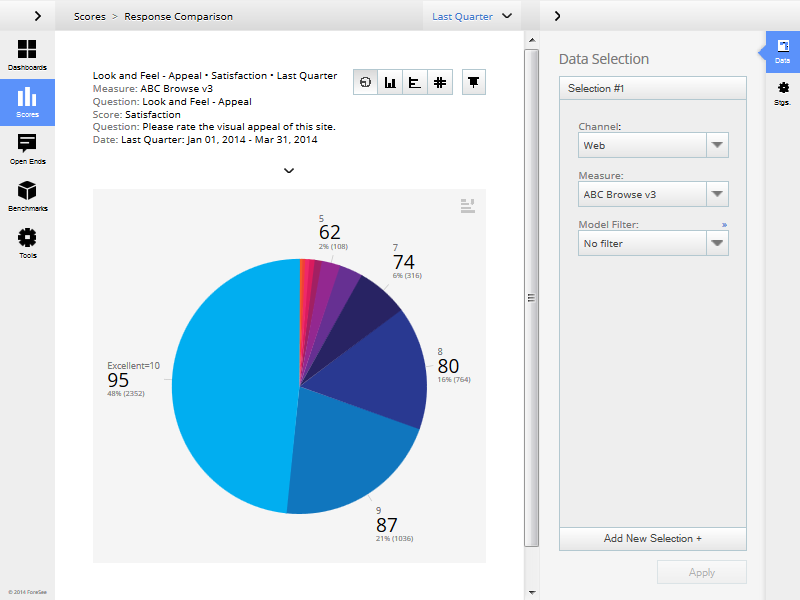 Scores > Response Comparison
Last Quarter
Dashboards
Scores
Open Ends
Benchmarks
Tools
© 2014 ForeSee
Look and Feel - Appeal • Satisfaction • Last Quarter
Measure: ABC Browse v3
Question: Look and Feel - Appeal
Score: Satisfaction
Question: Please rate the visual appeal of this site.
Date: Last Quarter: Jan 01, 2014 - Mar 31, 2014
5
62
2% (108)
7
74
6% (316)
8
80
16% (764)
Excellent=10
95
48% (2352)
9
87
21% (1036)
Data Selection
Selection #1
Channel:
Web
Measure:
ABC Browse v3
Model Filter: »
No filter
Add New Selection +
Apply
Data
Stgs.